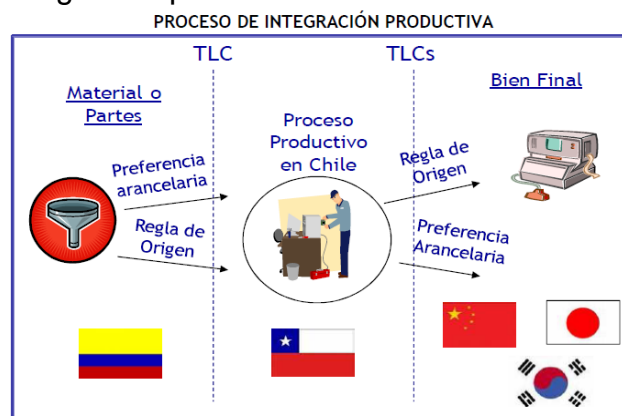 PROCESO DE INTEGRACIÓN PRODUCTIVA
TLC
TLCs
Material o
Partes
Proceso
Productivo
en Chile
Bien Final
Preferencia
arancelaria
Regla de
Origen
Regla de
Origen
Preferencia
Arancelaria